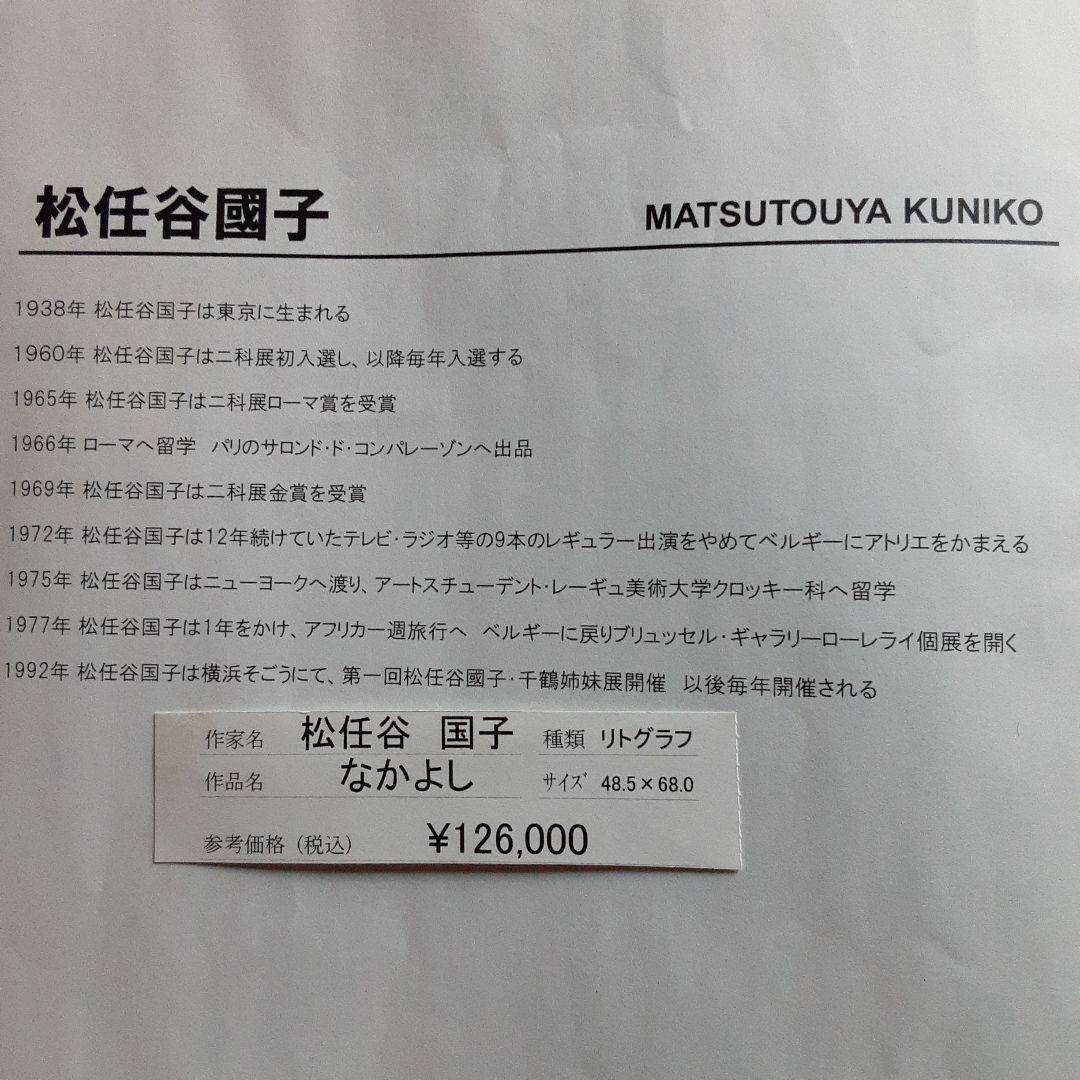 松任谷國子 MATSUTOUYA KUNIKO
1938年 松任谷国子は東京に生まれる
1960年 松任谷国子は二科展初入選し、以降毎年入選する
1965年 松任谷国子は二科展ローマ賞を受賞
1966年 ローマへ留学 パリのサロンド・ド・コンパレーゾンへ出品
1969年 松任谷国子は二科展金賞を受賞
1972年 松任谷国子は12年続けていたテレビ・ラジオ等の9本のレギュラー出演をやめてベルギーにアトリエをかまえる
1975年 松任谷国子はニューヨークへ渡り、アートスチューデント・レーギュ美術大学クロッキー科へ留学
1977年 松任谷国子は1年をかけ、アフリカ一週旅行へ ベルギーに戻りブリュッセル・ギャラリーローレライ個展を開く
1992年 松任谷国子は横浜そごうにて、第一回松任谷國子・千鶴姉妹展開催 以後毎年開催される
作家名 松任谷 国子 種類 リトグラフ
作品名 なかよし サイズ 48.5×68.0
参考価格（税込） ¥126,000